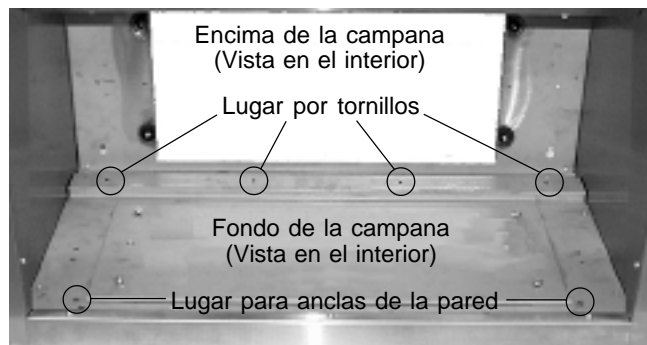 Encima de la campana
(Vista en el interior)
Lugar por tornillos
Fondo de la campana
(Vista en el interior)
Lugar para anclas de la pared